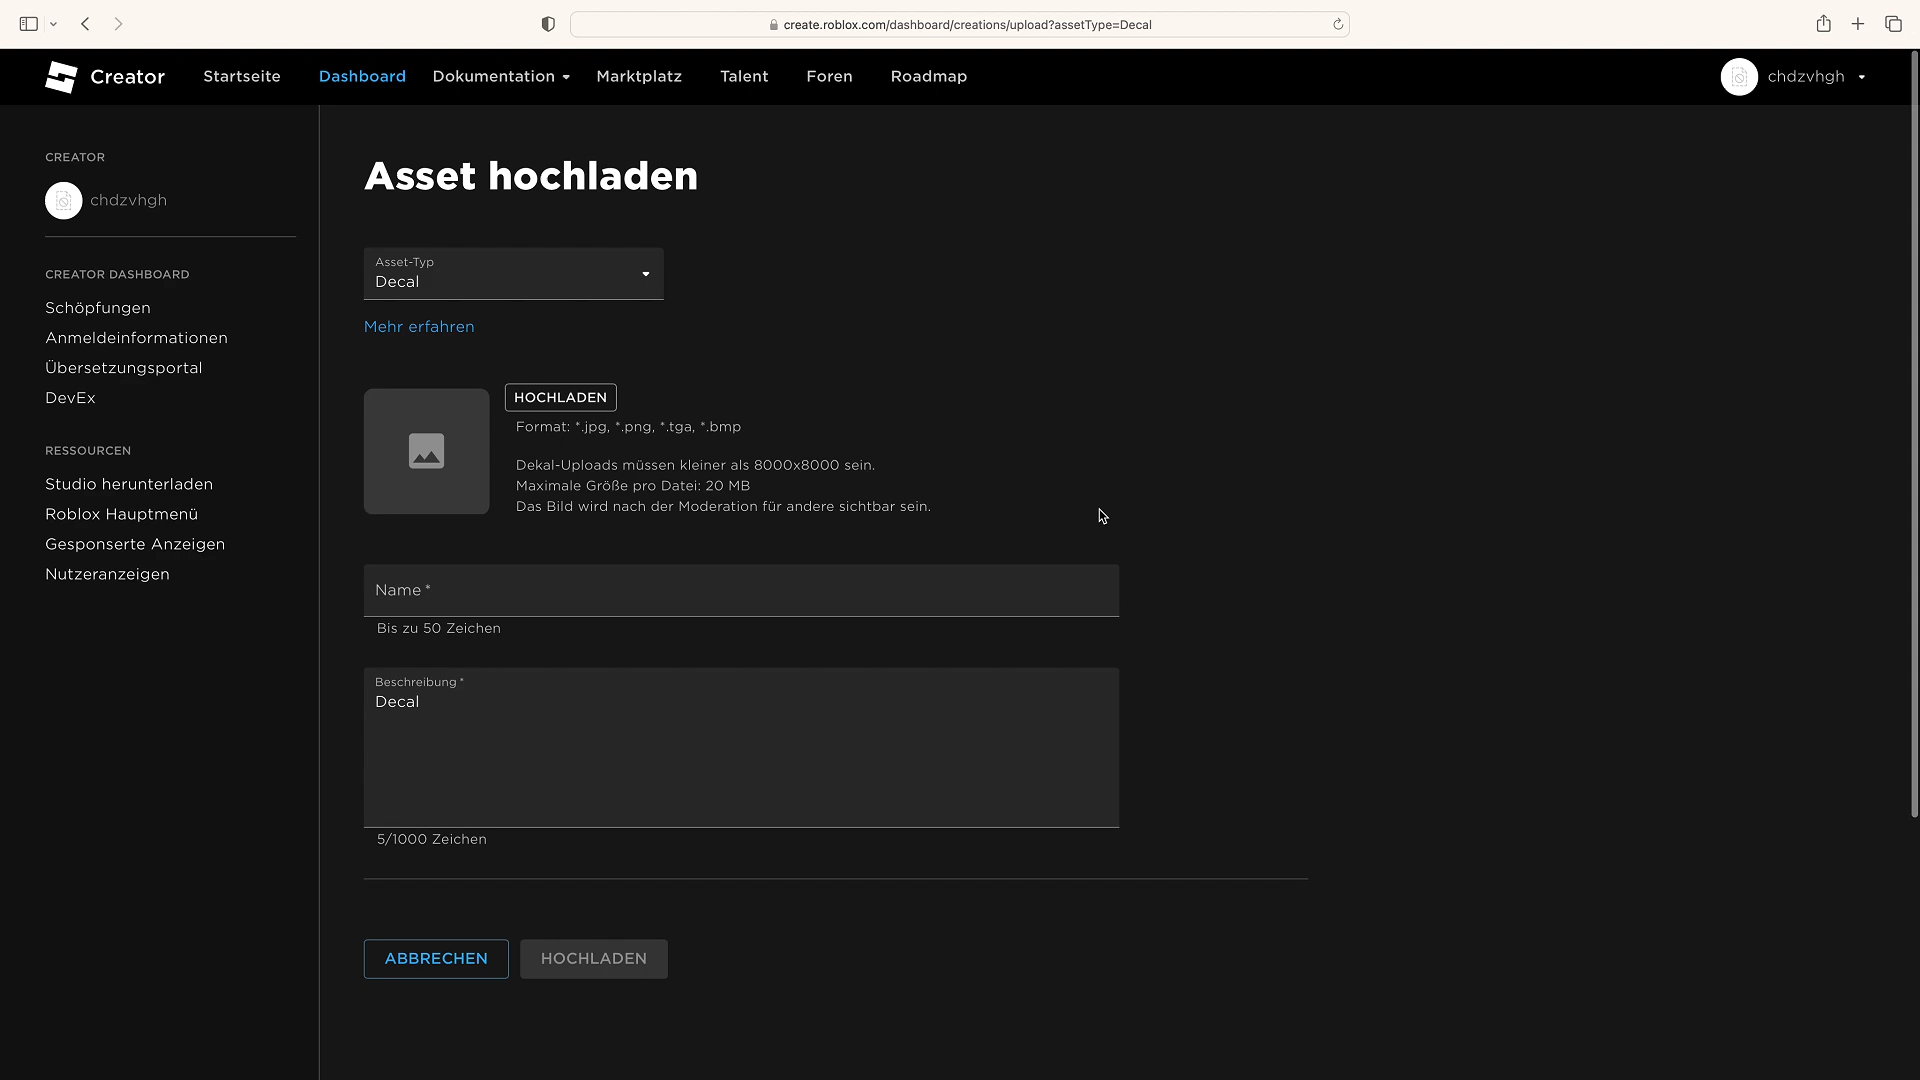 create.roblox.com/dashboard/creations/upload?assetType=Decal
Creator
Startseite
Dashboard
Dokumentation
Marktplatz
Talent
Foren
Roadmap
chdzvhgh
CREATOR
chdzvhgh
CREATOR DASHBOARD
Schöpfungen
Anmeldeinformationen
Übersetzungsportal
DevEx
RESSOURCEN
Studio herunterladen
Roblox Hauptmenü
Gesponserte Anzeigen
Nutzeranzeigen
Asset hochladen
Asset-Typ
Decal
Mehr erfahren
HOCHLADEN
Format: *.jpg, *.png, *.tga, *.bmp
Dekal-Uploads müssen kleiner als 8000x8000 sein.
Maximale Größe pro Datei: 20 MB
Das Bild wird nach der Moderation für andere sichtbar sein.
Name *
Bis zu 50 Zeichen
Beschreibung *
Decal
5/1000 Zeichen
ABBRECHEN
HOCHLADEN